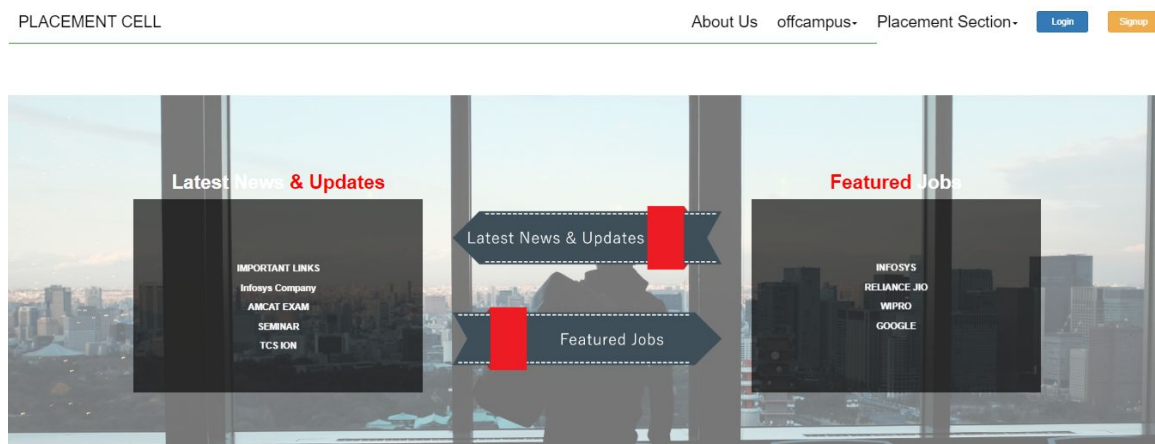 PLACEMENT CELL
About Us offcampus Placement Section Login Signup
Latest News & Updates
IMPORTANT LINKS
Infosys Company
AMCAT EXAM
SEMINAR
TCS ION
Latest News & Updates
Featured Jobs
Featured Jobs
INFOSYS
RELIANCE JIO
WIPRO
GOOGLE